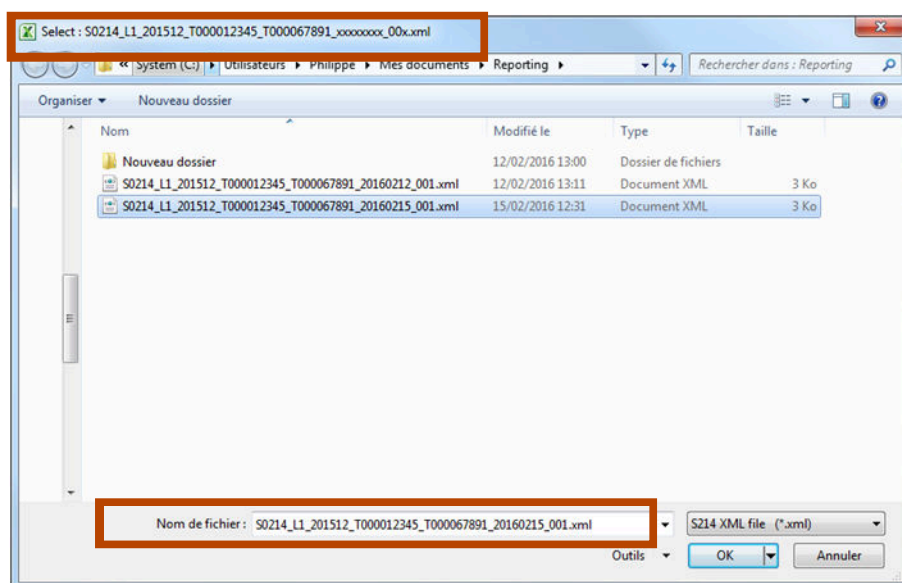 Select : S0214_L1_201512_T000012345_T000067891_xxxxxxxx_00x.xml
« System (C:) Utilisateurs Philippe Mes documents Reporting Rechercher dans : Reporting
Organiser Nouveau dossier
Nom Modifié le Type Taille
Nouveau dossier 12/02/2016 13:00 Dossier de fichiers
S0214_L1_201512_T000012345_T000067891_20160212_001.xml 12/02/2016 13:11 Document XML 3 Ko
S0214_L1_201512_T000012345_T000067891_20160215_001.xml 15/02/2016 12:31 Document XML 3 Ko
Nom de fichier : S0214_L1_201512_T000012345_T000067891_20160215_001.xml S214 XML file (*.xml)
Outils OK Annuler